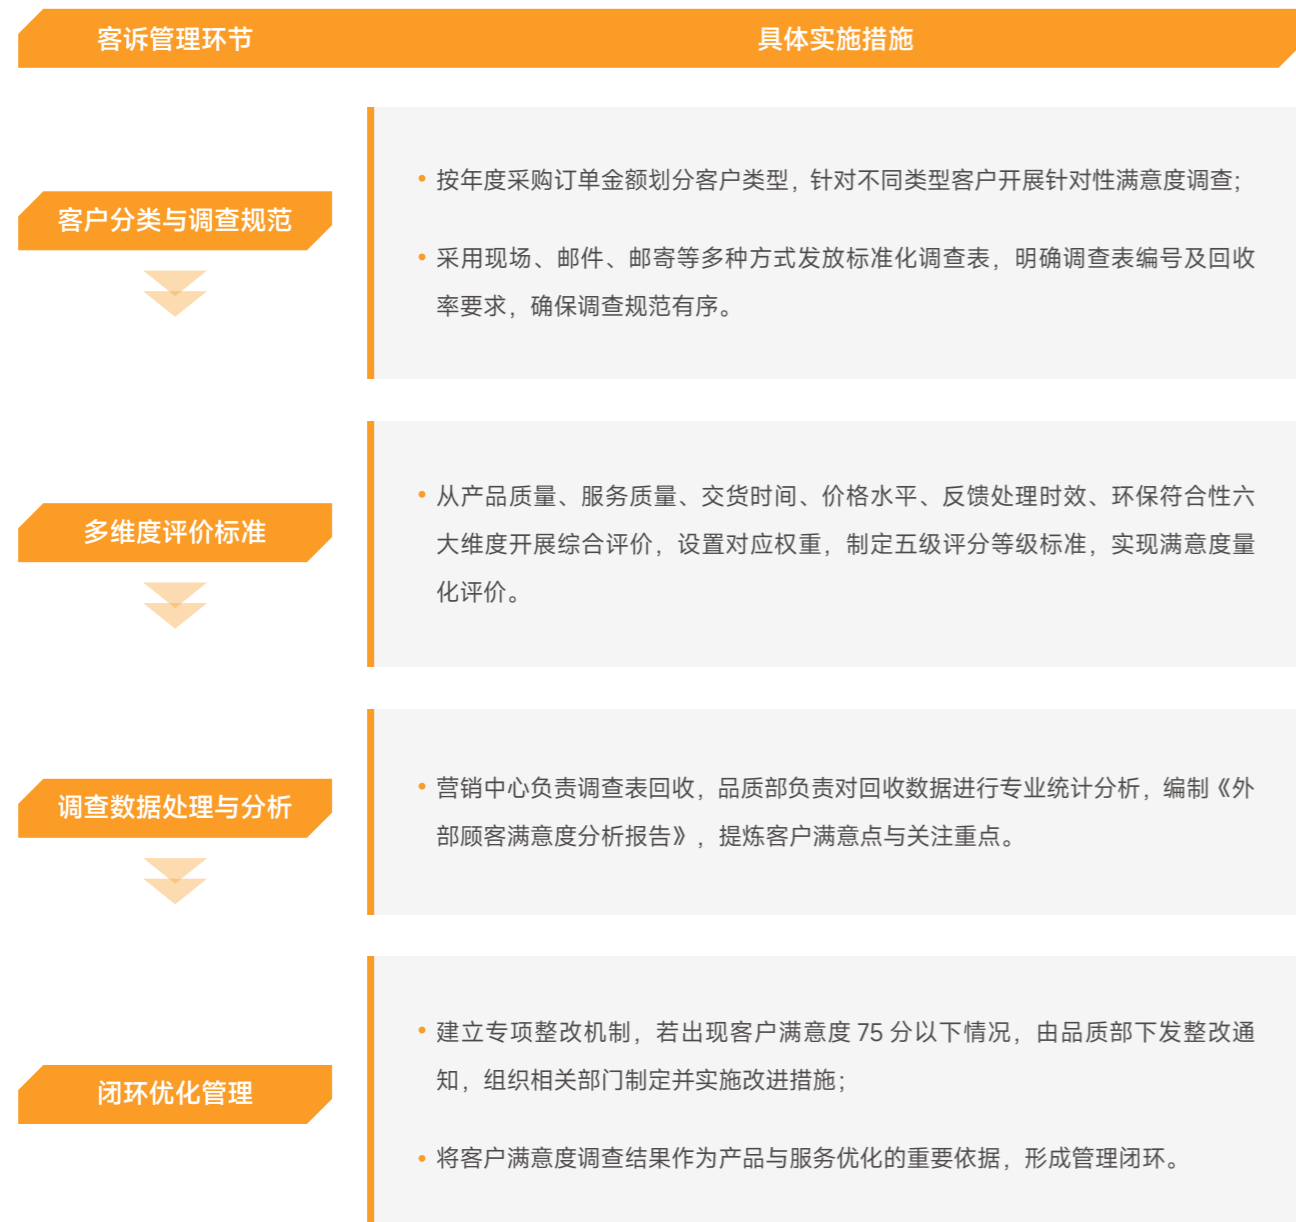 客诉管理环节
具体实施措施
客户分类与调查规范
• 按年度采购订单金额划分客户类型，针对不同类型客户开展针对性满意度调查；
• 采用现场、邮件、邮寄等多种方式发放标准化调查表，明确调查表编号及回收
率要求，确保调查规范有序。
多维度评价标准
• 从产品质量、服务质量、交货时间、价格水平、反馈处理时效、环保符合性六
大维度开展综合评价，设置对应权重，制定五级评分等级标准，实现满意度量
化评价。
调查数据处理与分析
• 营销中心负责调查表回收，品质部负责对回收数据进行专业统计分析，编制《外
部顾客满意度分析报告》，提炼客户满意点与关注重点。
闭环优化管理
• 建立专项整改机制，若出现客户满意度 75 分以下情况，由品质部下发整改通
知，组织相关部门制定并实施改进措施；
• 将客户满意度调查结果作为产品与服务优化的重要依据，形成管理闭环。